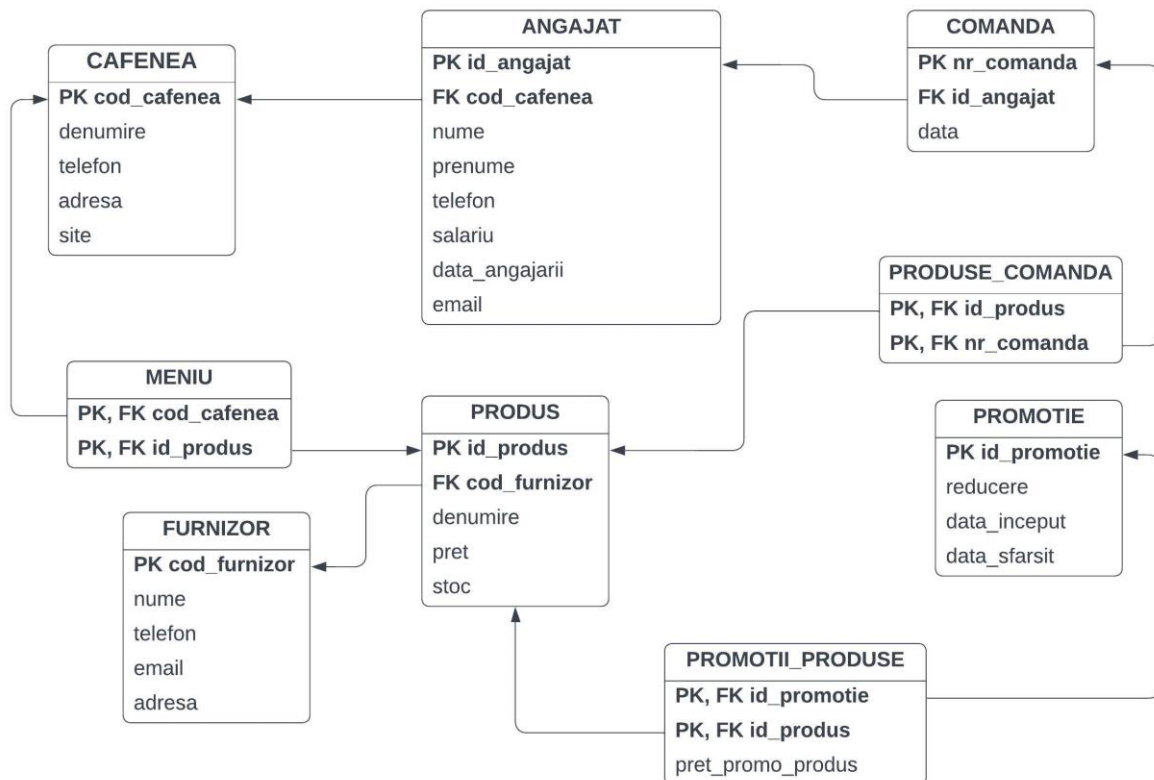 CAFENEA
PK cod_cafenea
denumire
telefon
adresa
site
ANGAJAT
PK id_angajat
FK cod_cafenea
nume
prenume
telefon
salariu
data_angajarii
email
COMANDA
PK nr_comanda
FK id_angajat
data
PRODUSE_COMANDA
PK, FK id_produs
PK, FK nr_comanda
MENIU
PK, FK cod_cafenea
PK, FK id_produs
PRODUS
PK id_produs
FK cod_furnizor
denumire
pret
stoc
PROMOTIE
PK id_promotie
reducere
data_inceput
data_sfarsit
FURNIZOR
PK cod_furnizor
nume
telefon
email
adresa
PROMOTII_PRODUSE
PK, FK id_promotie
PK, FK id_produs
pret_promo_produs